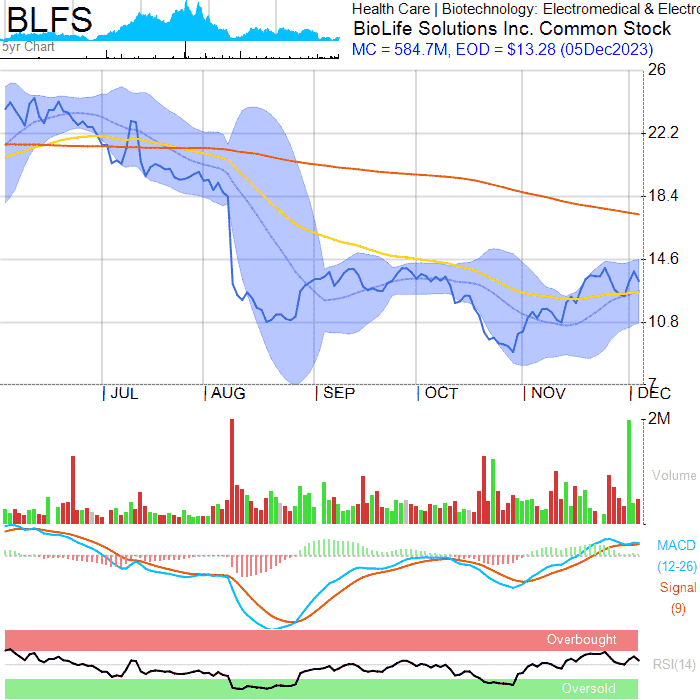 BLFS
5yr Chart
Health Care | Biotechnology: Electromedical & Electro
BioLife Solutions Inc. Common Stock
MC = 584.7M, EOD = $13.28 (05Dec2023)
26
22.2
18.4
14.6
10.8
7
JUL AUG SEP OCT NOV DEC
2M
Volume
MACD
(12-26)
Signal
(9)
Overbought
RSI(14)
Oversold